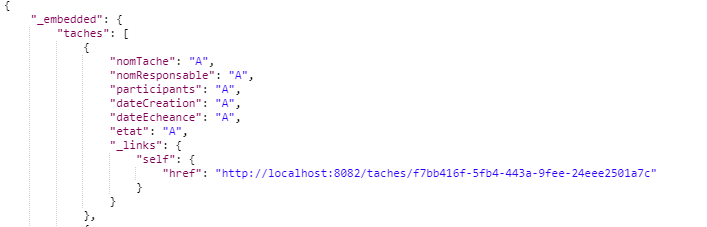 {
"_embedded": {
"taches": [
{
"nomTache": "A",
"nomResponsable": "A",
"participants": "A",
"dateCreation": "A",
"dateEcheance": "A",
"etat": "A",
"_links": {
"self": {
"href": "http://localhost:8082/taches/f7bb416f-5fb4-443a-9fee-24eee2501a7c"
}
}
},